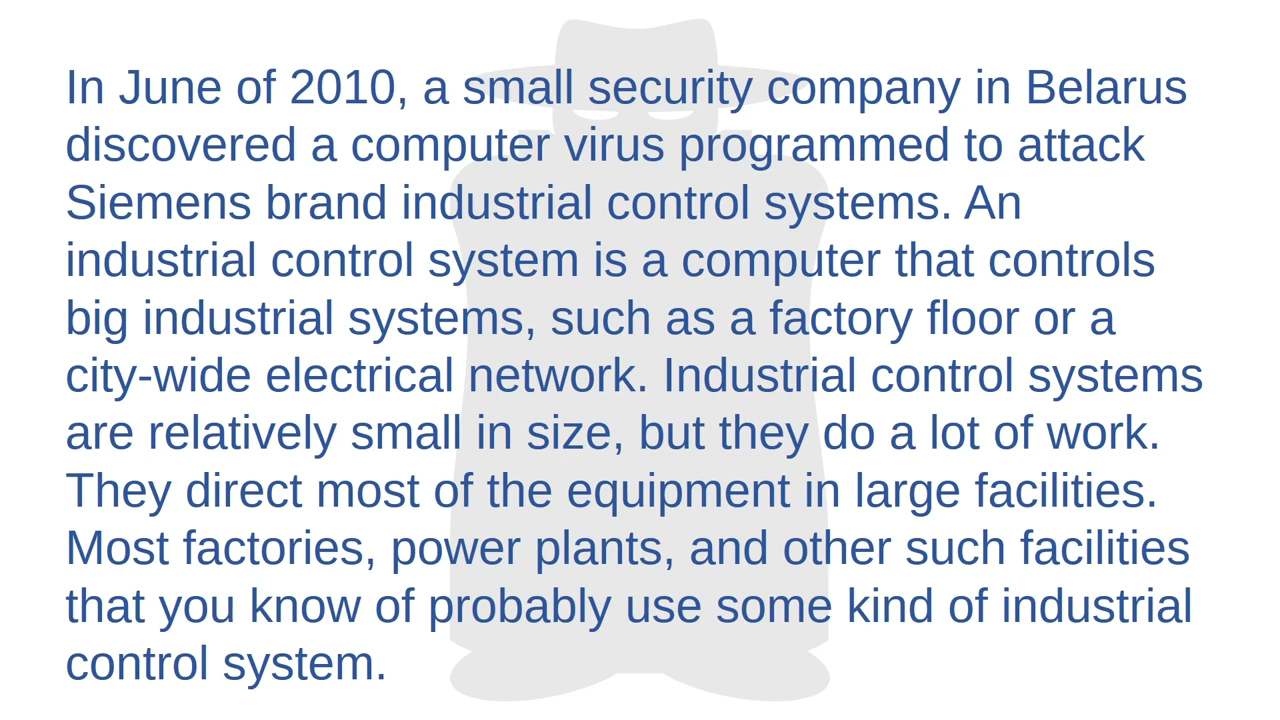 In June of 2010, a small security company in Belarus
discovered a computer virus programmed to attack
Siemens brand industrial control systems. An
industrial control system is a computer that controls
big industrial systems, such as a factory floor or a
city-wide electrical network. Industrial control systems
are relatively small in size, but they do a lot of work.
They direct most of the equipment in large facilities.
Most factories, power plants, and other such facilities
that you know of probably use some kind of industrial
control system.